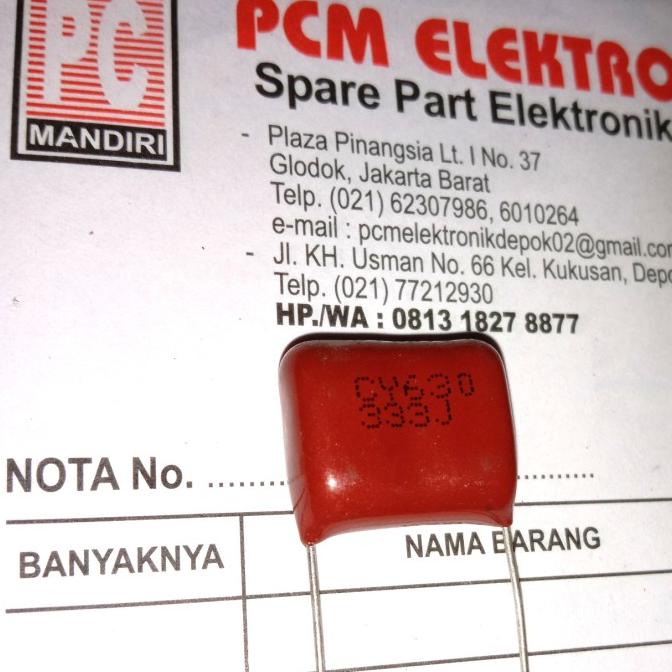 PC
MANDIRI
PCM ELEKTRO
Spare Part Elektronik
- Plaza Pinangsia Lt. I No. 37
Glodok, Jakarta Barat
Telp. (021) 62307986, 6010264
e-mail : pcmelektronikdepok02@gmail.com
- Jl. KH. Usman No. 66 Kel. Kukusan, Depo
Telp. (021) 77212930
HP./WA : 0813 1827 8877
CY630
333J
NOTA No. ....................
BANYAKNYA
NAMA BARANG